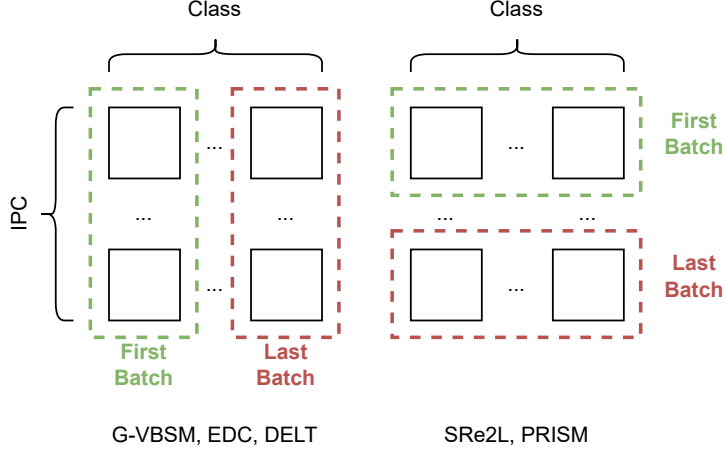 Class
IPC
...
...
...
...
First
Batch
Last
Batch
G-VBSM, EDC, DELT
Class
...
First
Batch
...
...
...
Last
Batch
SRe2L, PRISM